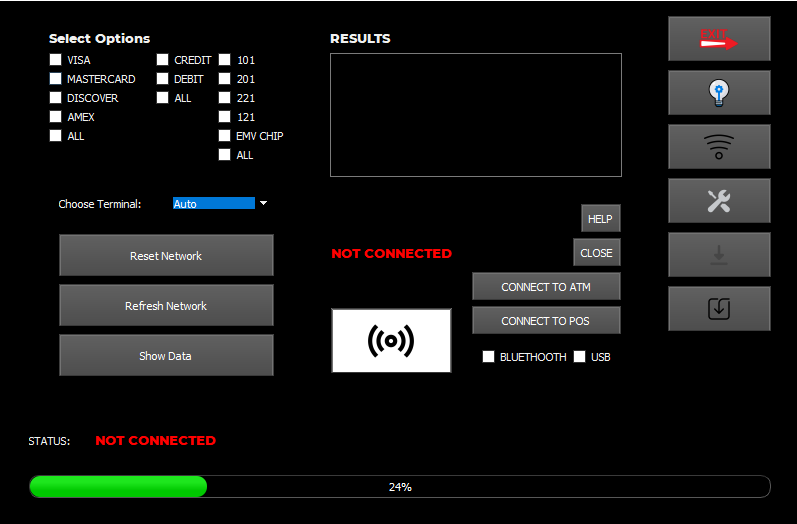 Select Options
VISA
MASTERCARD
DISCOVER
AMEX
ALL
CREDIT
DEBIT
ALL
101
201
221
121
EMV CHIP
ALL
RESULTS
EXIT
Choose Terminal: Auto
Reset Network
Refresh Network
Show Data
NOT CONNECTED
HELP
CLOSE
CONNECT TO ATM
CONNECT TO POS
BLUETHOOTH USB
STATUS: NOT CONNECTED
24%